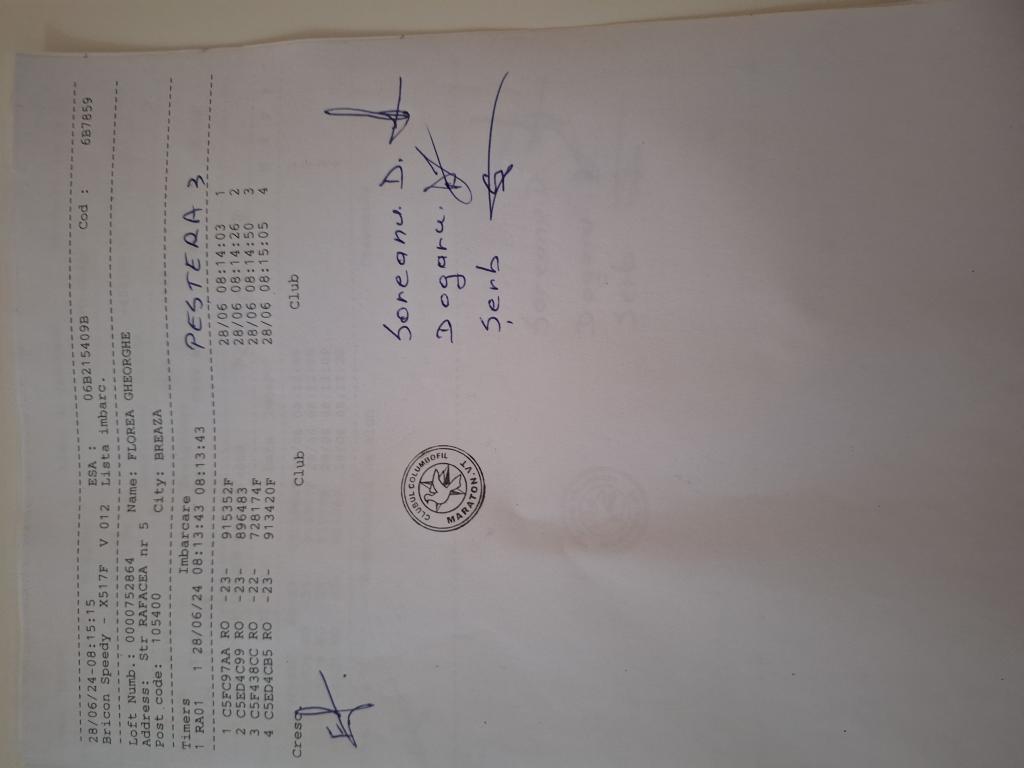 28/06/24-08:15:15 ESA : 06B215409B Cod : 6B7859
Bricon Speedy - X517F V 012 Lista imbarc.
Loft Numb.: 0000752864 Name: FLOREA GHEORGHE
Address: Str RAFACEA nr 5
Post code: 105400 City: BREAZA
Timers Imbarcare
1 RA01 1 28/06/24 08:13:43 08:13:43 PESTERA 3
1 C5FC97AA RO -23- 915352F 28/06 08:14:03 1
2 C5ED4C99 RO -23- 896483 28/06 08:14:26 2
3 C5F438CC RO -22- 728174F 28/06 08:14:50 3
4 C5ED4CB5 RO -23- 913420F 28/06 08:15:05 4
Cresc Club Club
Soreanu. D.
Dogaru.
Șerb
CLUBUL COLUMBOFIL
MARATON VT